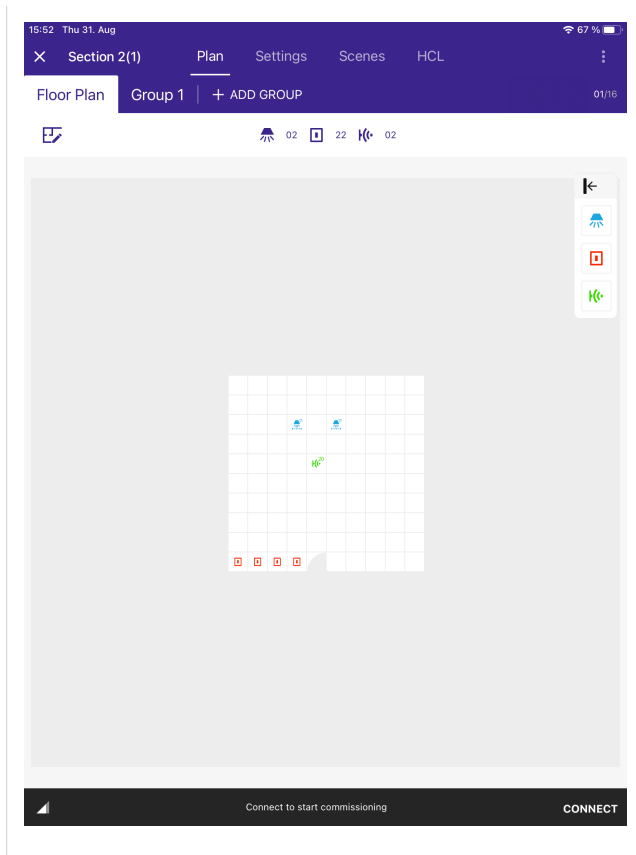 15:52 Thu 31. Aug 67 %
Section 2(1) Plan Settings Scenes HCL
Floor Plan Group 1 + ADD GROUP 01/16
02 22 02
20
Connect to start commissioning CONNECT